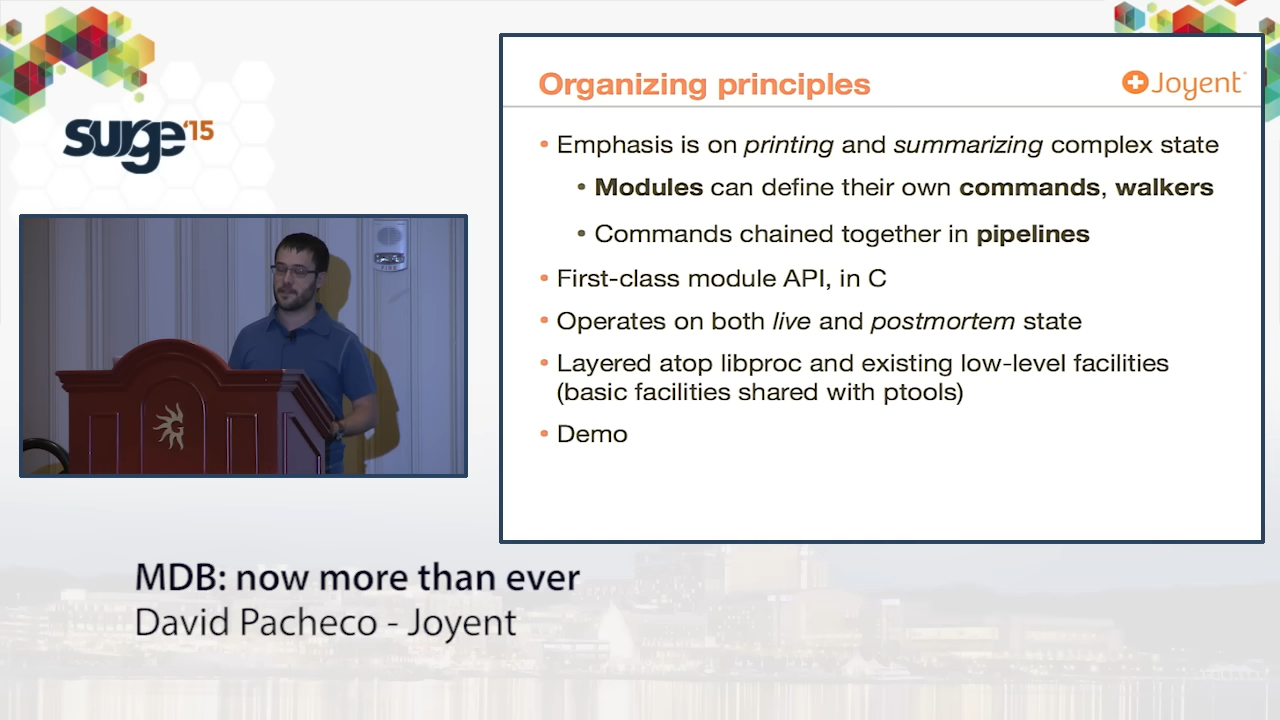 surge '15
Organizing principles
Joyent
• Emphasis is on printing and summarizing complex state
• Modules can define their own commands, walkers
• Commands chained together in pipelines
• First-class module API, in C
• Operates on both live and postmortem state
• Layered atop libproc and existing low-level facilities
(basic facilities shared with ptools)
• Demo
FIRE
MDB: now more than ever
David Pacheco - Joyent